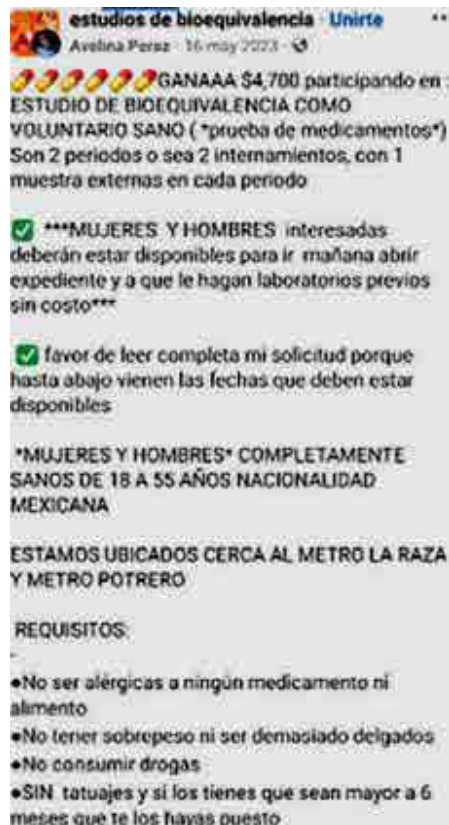 estudios de bioequivalencia · Unirte
Avelina Perez · 16 may 2023 ·
GANAAA $4,700 participando en :
ESTUDIO DE BIOEQUIVALENCIA COMO
VOLUNTARIO SANO ( *prueba de medicamentos*)
Son 2 periodos o sea 2 internamientos, con 1
muestra externas en cada periodo
✅ ***MUJERES Y HOMBRES interesadas
deberán estar disponibles para ir mañana abrir
expediente y a que le hagan laboratorios previos
sin costo***
✅ favor de leer completa mi solicitud porque
hasta abajo vienen las fechas que deben estar
disponibles
*MUJERES Y HOMBRES* COMPLETAMENTE
SANOS DE 18 A 55 AÑOS NACIONALIDAD
MEXICANA
ESTAMOS UBICADOS CERCA AL METRO LA RAZA
Y METRO POTRERO
REQUISITOS:
-
●No ser alérgicas a ningún medicamento ni
alimento
●No tener sobrepeso ni ser demasiado delgados
●No consumir drogas
●SIN tatuajes y si los tienes que sean mayor a 6
meses que te los hayas puesto